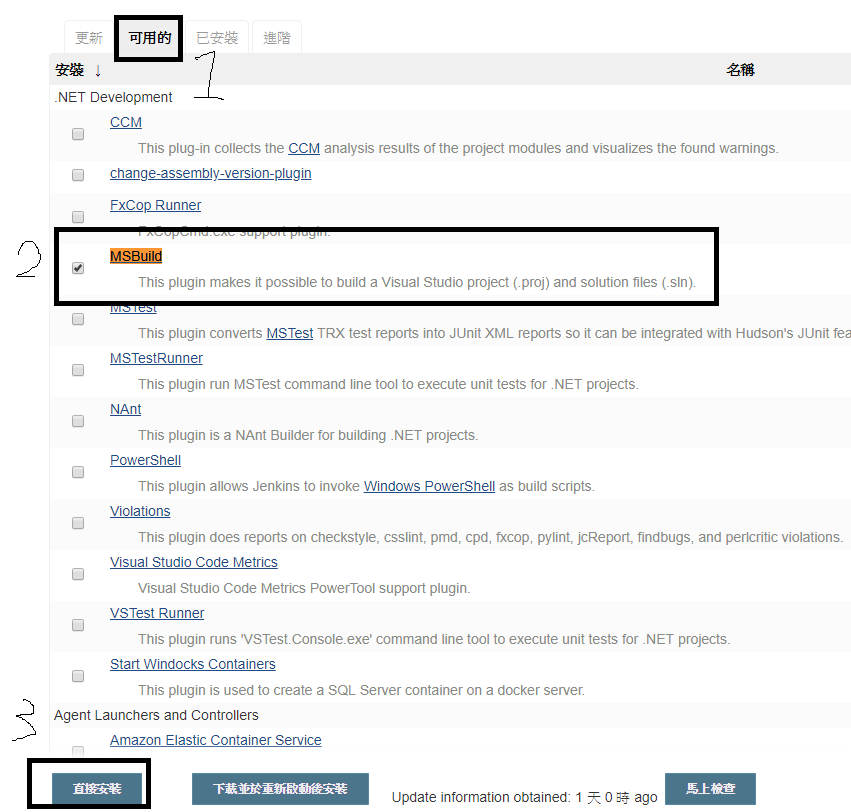 更新 可用的 已安裝 進階
1
安裝 ↓ 名稱
.NET Development
CCM
This plug-in collects the CCM analysis results of the project modules and visualizes the found warnings.
change-assembly-version-plugin
FxCop Runner
FxCopCmd.exe support plugin.
2
MSBuild
This plugin makes it possible to build a Visual Studio project (.proj) and solution files (.sln).
MSTest
This plugin converts MSTest TRX test reports into JUnit XML reports so it can be integrated with Hudson's JUnit fea
MSTestRunner
This plugin run MSTest command line tool to execute unit tests for .NET projects.
NAnt
This plugin is a NAnt Builder for building .NET projects.
PowerShell
This plugin allows Jenkins to invoke Windows PowerShell as build scripts.
Violations
This plugin does reports on checkstyle, csslint, pmd, cpd, fxcop, pylint, jcReport, findbugs, and perlcritic violations.
Visual Studio Code Metrics
Visual Studio Code Metrics PowerTool support plugin.
VSTest Runner
This plugin runs 'VSTest.Console.exe' command line tool to execute unit tests for .NET projects.
Start Windocks Containers
This plugin is used to create a SQL Server container on a docker server.
3
Agent Launchers and Controllers
Amazon Elastic Container Service
直接安裝 下載並於重新啟動後安裝 Update information obtained: 1 天 0 時 ago 馬上檢查